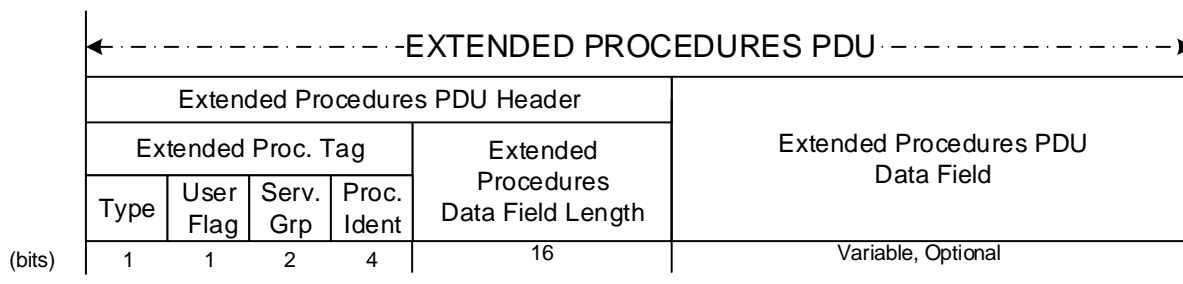 EXTENDED PROCEDURES PDU
Extended Procedures PDU Header
Extended Proc. Tag
Extended
Procedures
Data Field Length
Extended Procedures PDU
Data Field
Type
User
Flag
Serv.
Grp
Proc.
Ident
(bits) 1 1 2 4 16 Variable, Optional